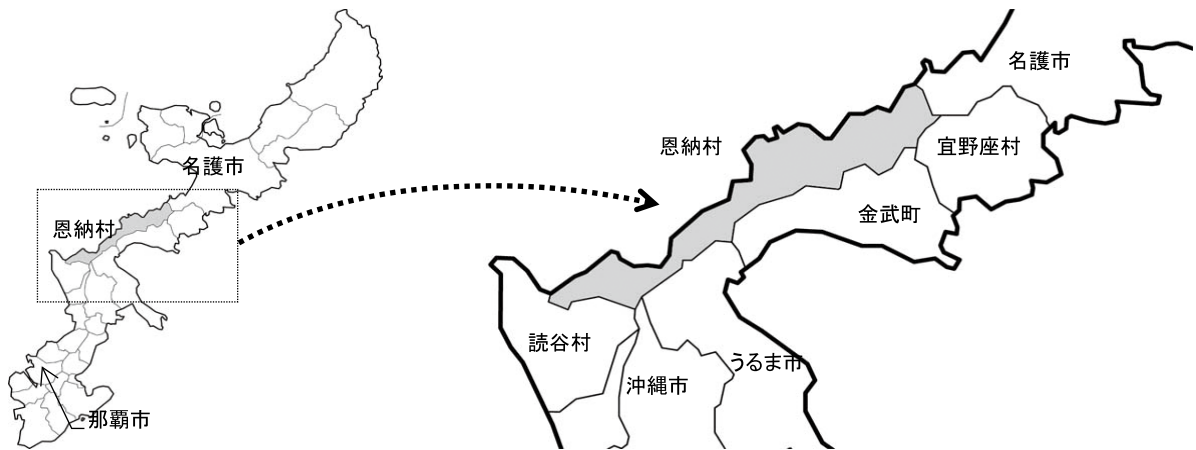 名護市
恩納村
那覇市
名護市
恩納村
宜野座村
金武町
読谷村
うるま市
沖縄市